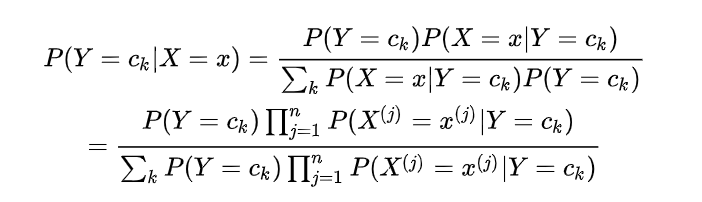 P(Y = c_k|X = x) = \frac{P(Y = c_k)P(X = x|Y = c_k)}{\sum_k P(X = x|Y = c_k)P(Y = c_k)}
= \frac{P(Y = c_k) \prod_{j=1}^{n} P(X^{(j)} = x^{(j)}|Y = c_k)}{\sum_k P(Y = c_k) \prod_{j=1}^{n} P(X^{(j)} = x^{(j)}|Y = c_k)}